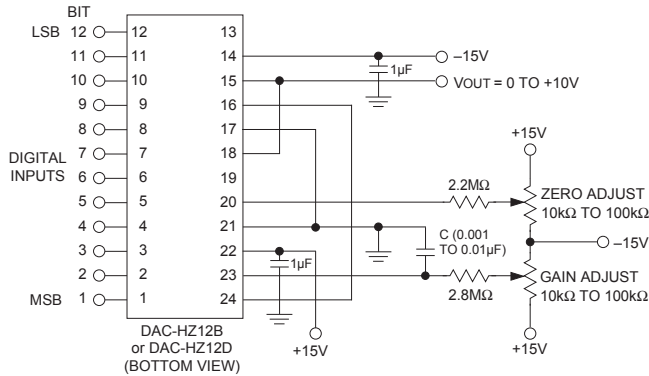 BIT
LSB 12 12 13
11 11 14 –15V
1µF
10 10 15 VOUT = 0 TO +10V
9 9 16
8 8 17
+15V
DIGITAL INPUTS
7 7 18
6 6 19
2.2MΩ
ZERO ADJUST
10kΩ TO 100kΩ
5 5 20
4 4 21
C (0.001
TO 0.01µF)
–15V
3 3 22
1µF
2 2 23
2.8MΩ
GAIN ADJUST
10kΩ TO 100kΩ
MSB 1 1 24
DAC-HZ12B
or DAC-HZ12D
(BOTTOM VIEW)
+15V
+15V